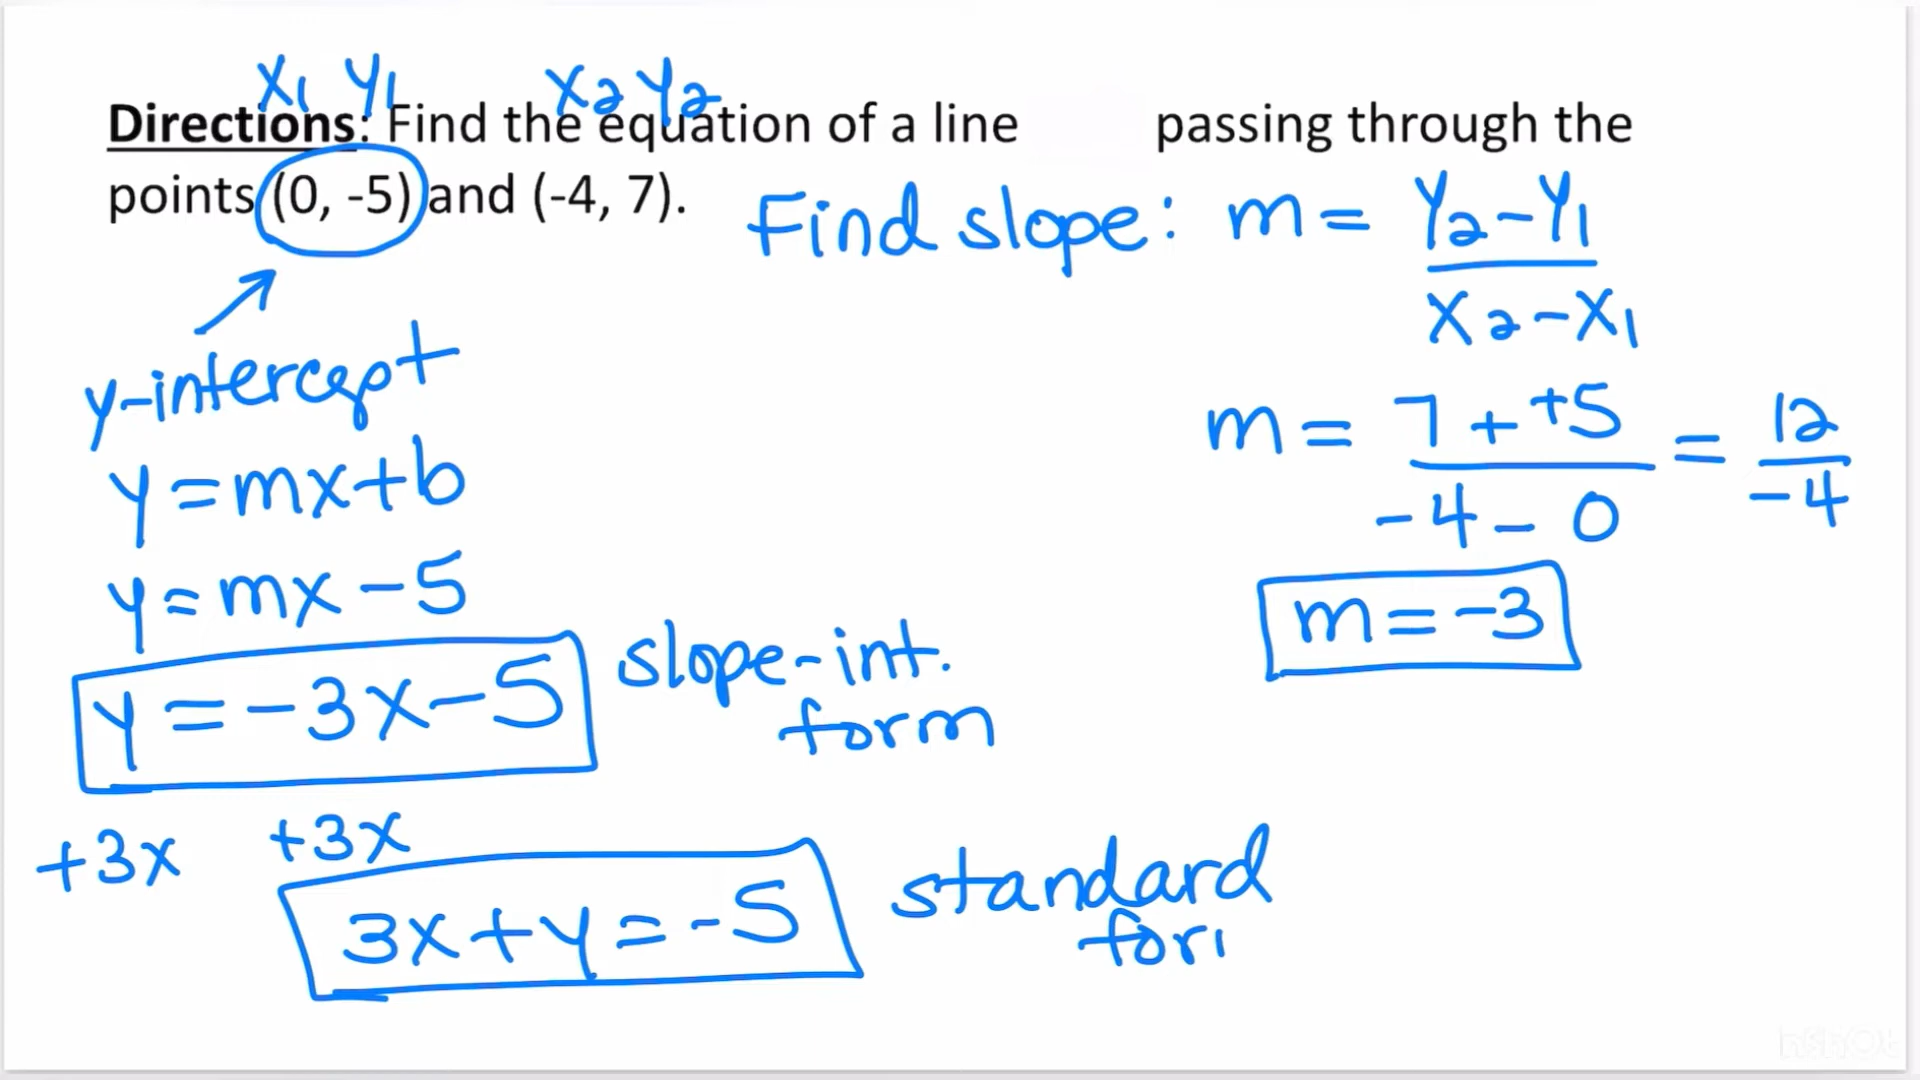 x₁ y₁ x₂ y₂
Directions: Find the equation of a line passing through the
points (0, -5) and (-4, 7).
Find slope: m = y₂-y₁
x₂-x₁
y-intercept
m = 7 + +5 = 12
-4 - 0 -4
y = mx+b
y = mx - 5
m = -3
y = -3x - 5
slope-int.
form
+3x +3x
3x + y = -5
standard